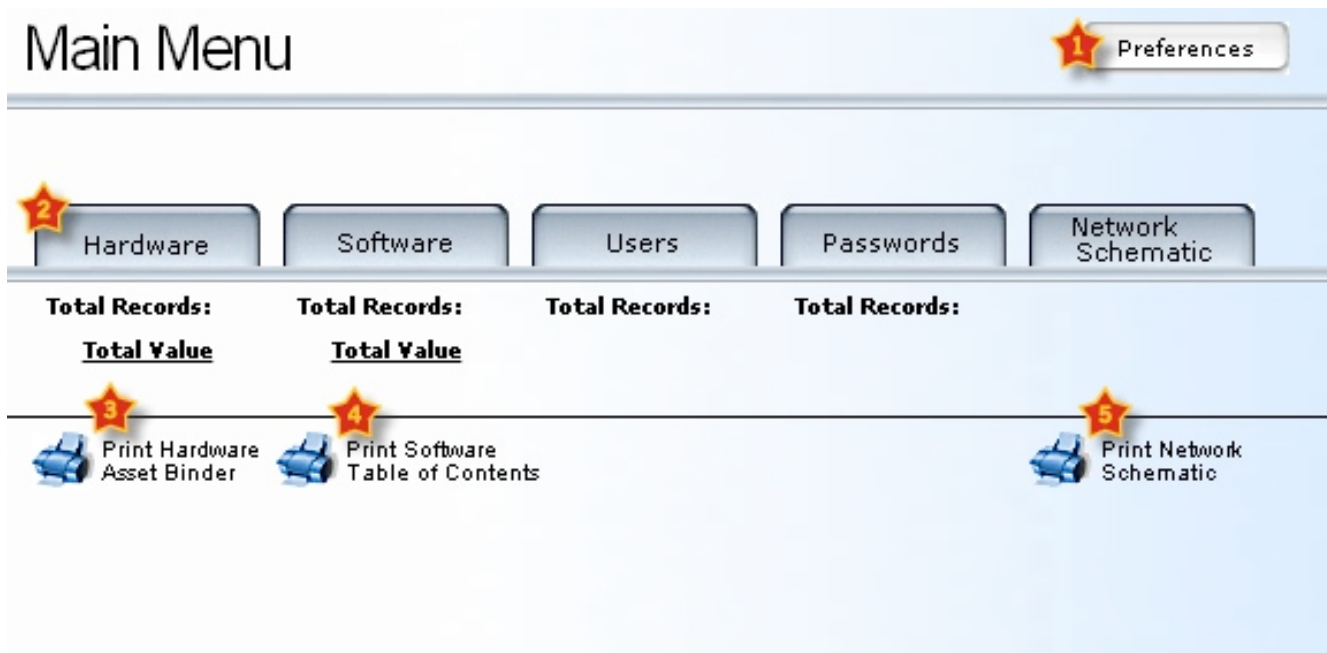 Main Menu
1
Preferences
2
Hardware
Software
Users
Passwords
Network
Schematic
Total Records:
Total Records:
Total Records:
Total Records:
Total Value
Total Value
3
4
5
Print Hardware
Asset Binder
Print Software
Table of Contents
Print Network
Schematic